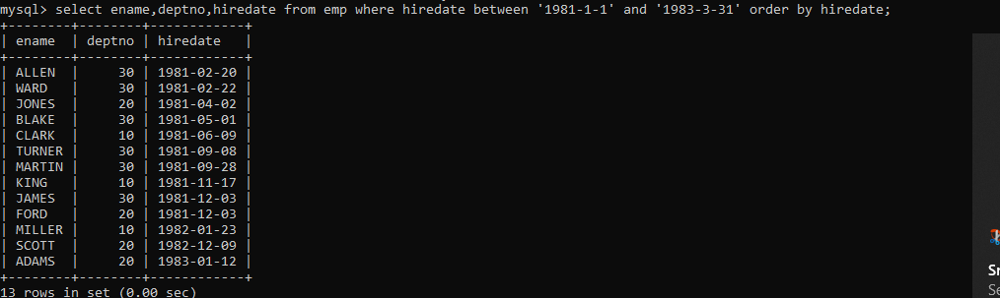 mysql> select ename,deptno,hiredate from emp where hiredate between '1981-1-1' and '1983-3-31' order by hiredate;
+--------+--------+------------+
| ename  | deptno | hiredate   |
+--------+--------+------------+
| ALLEN  |     30 | 1981-02-20 |
| WARD   |     30 | 1981-02-22 |
| JONES  |     20 | 1981-04-02 |
| BLAKE  |     30 | 1981-05-01 |
| CLARK  |     10 | 1981-06-09 |
| TURNER |     30 | 1981-09-08 |
| MARTIN |     30 | 1981-09-28 |
| KING   |     10 | 1981-11-17 |
| JAMES  |     30 | 1981-12-03 |
| FORD   |     20 | 1981-12-03 |
| MILLER |     10 | 1982-01-23 |
| SCOTT  |     20 | 1982-12-09 |
| ADAMS  |     20 | 1983-01-12 |
+--------+--------+------------+
13 rows in set (0.00 sec)